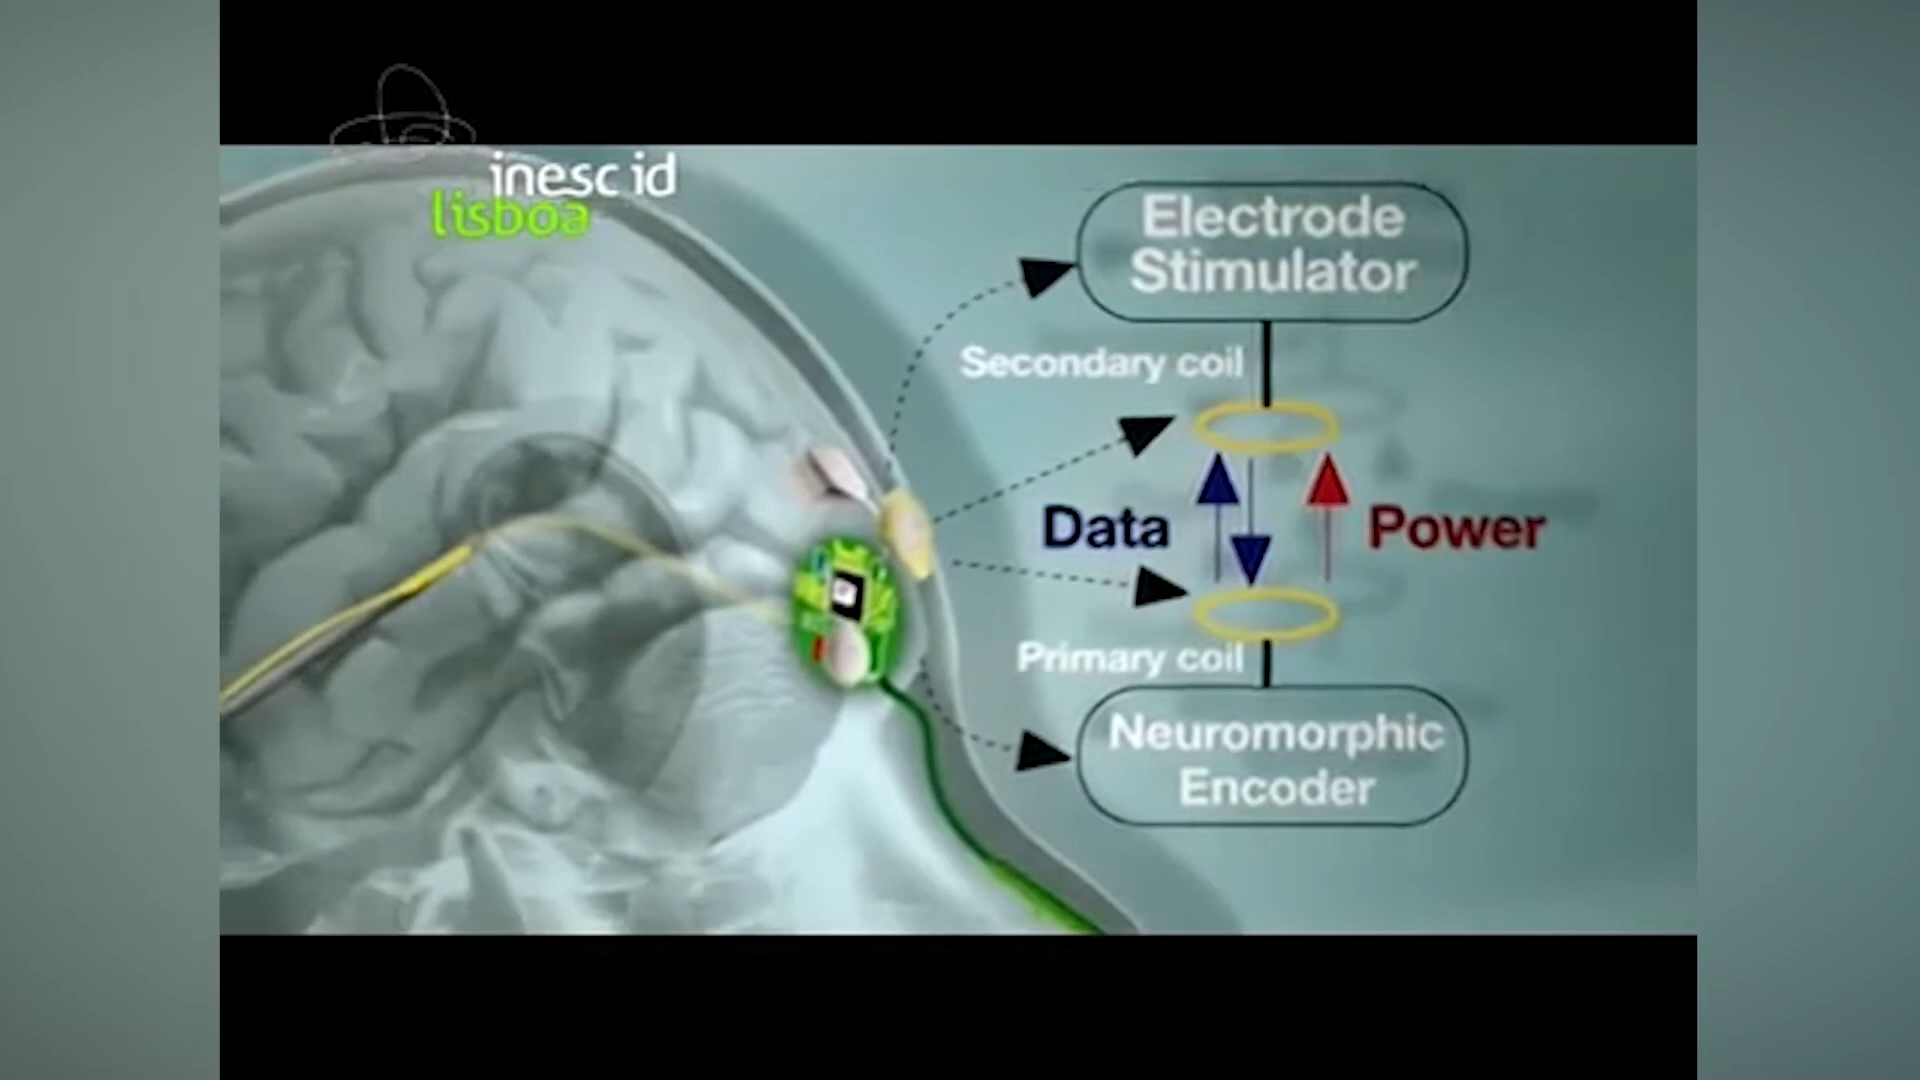 inesc id
lisboa
Electrode
Stimulator
Secondary coil
Data
Power
Primary coil
Neuromorphic
Encoder